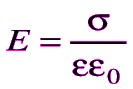 E = σ / εε₀